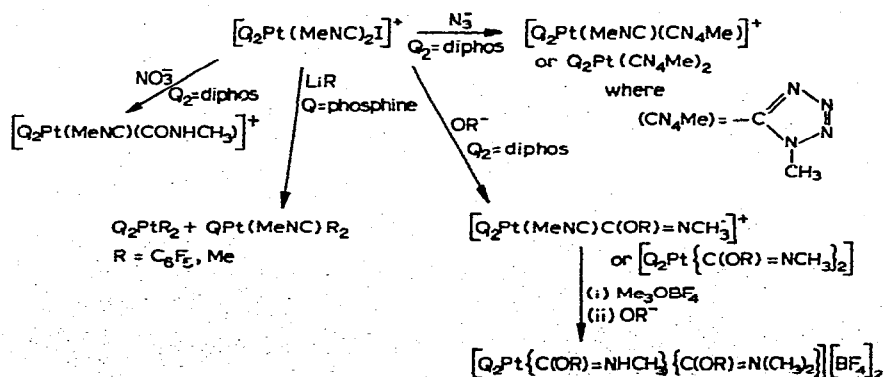 [Q₂Pt(MeNC)₂I]⁺
N₃⁻
Q₂=diphos
[Q₂Pt(MeNC)(CN₄Me)]⁺
or Q₂Pt(CN₄Me)₂
where
(CN₄Me)= —C N N N N CH₃
NO₃⁻
Q₂=diphos
LiR
Q=phosphine
OR⁻
Q₂=diphos
[Q₂Pt(MeNC)(CONHCH₃)]⁺
Q₂PtR₂ + QPt(MeNC)R₂
R = C₆F₅, Me
[Q₂Pt(MeNC)C(OR)=NCH₃]⁺
or [Q₂Pt{C(OR)=NCH₃}₂]
(i) Me₃OBF₄
(ii) OR⁻
[Q₂Pt{C(OR)=NHCH₃}{C(OR)=N(CH₃)₂}][BF₄]₂